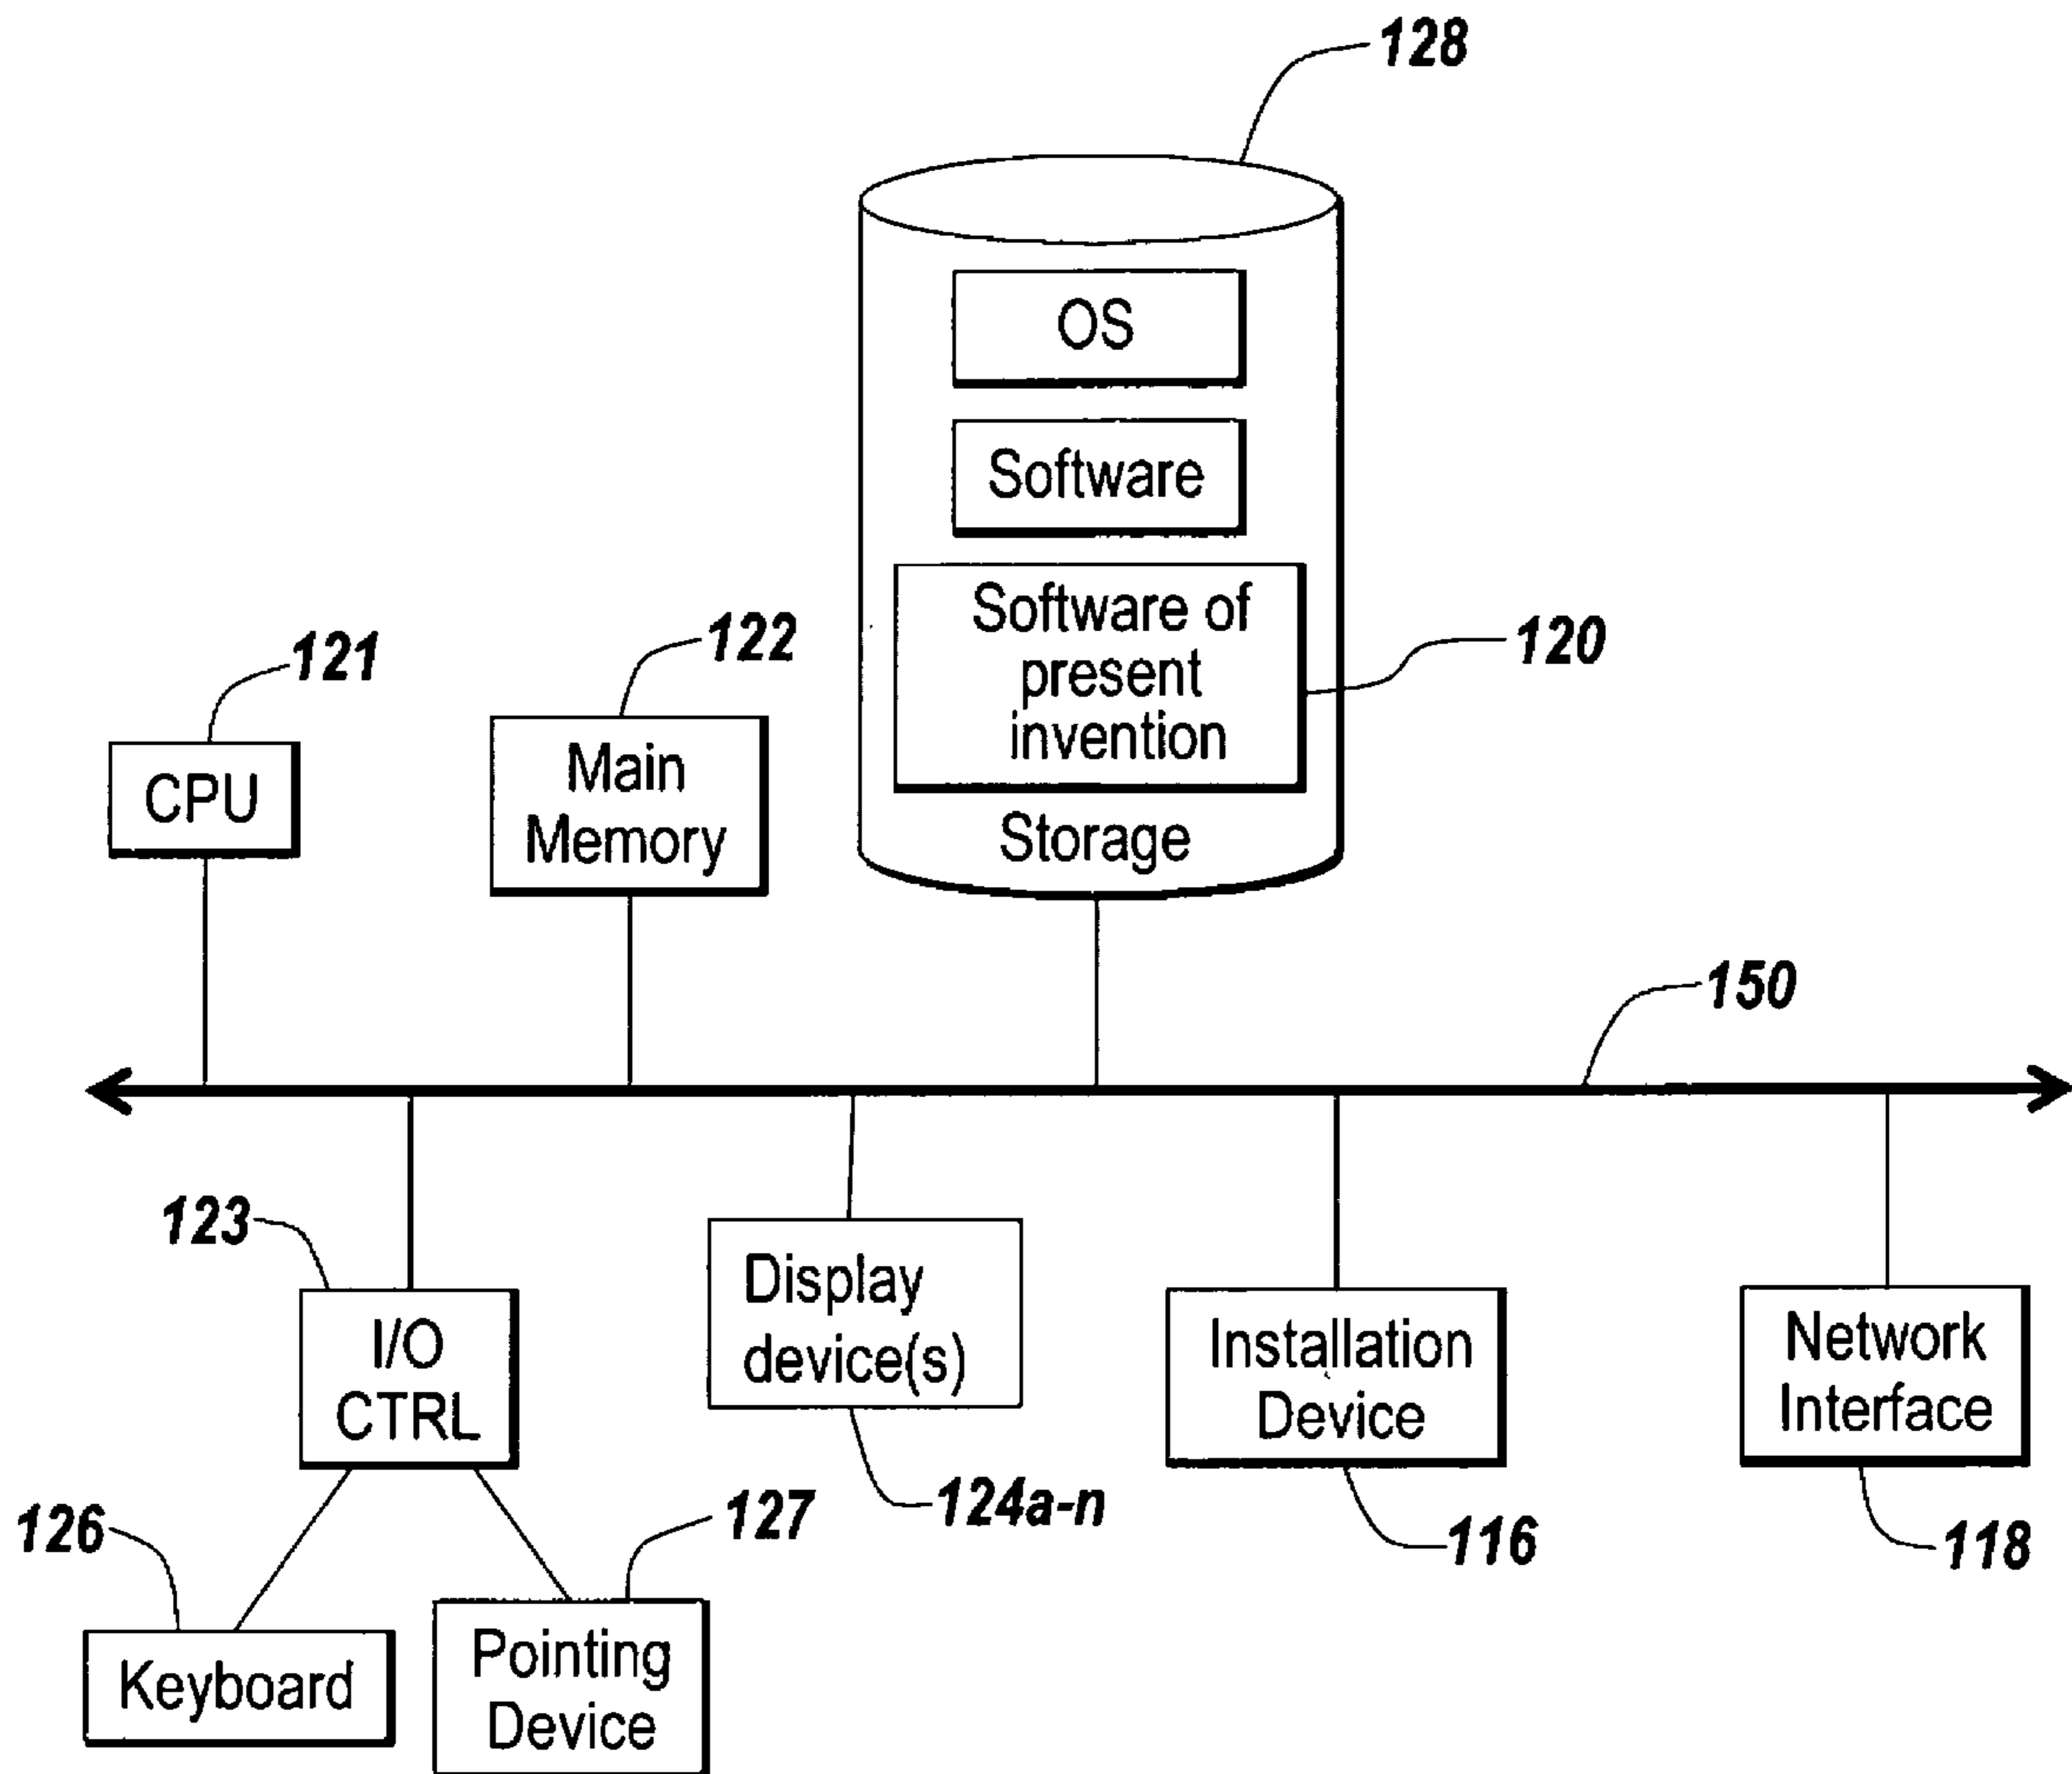 128
OS
Software
Software of
present
invention
120
Storage
121
CPU
122
Main
Memory
150
123
I/O
CTRL
Display
device(s)
124a-n
Installation
Device
116
Network
Interface
118
126
Keyboard
127
Pointing
Device